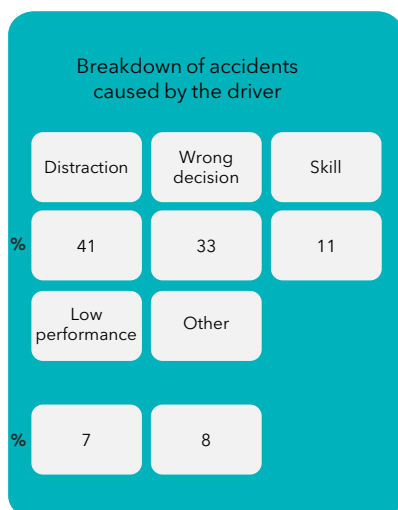 Breakdown of accidents
caused by the driver
Distraction
Wrong
decision
Skill
%
41
33
11
Low
performance
Other
%
7
8